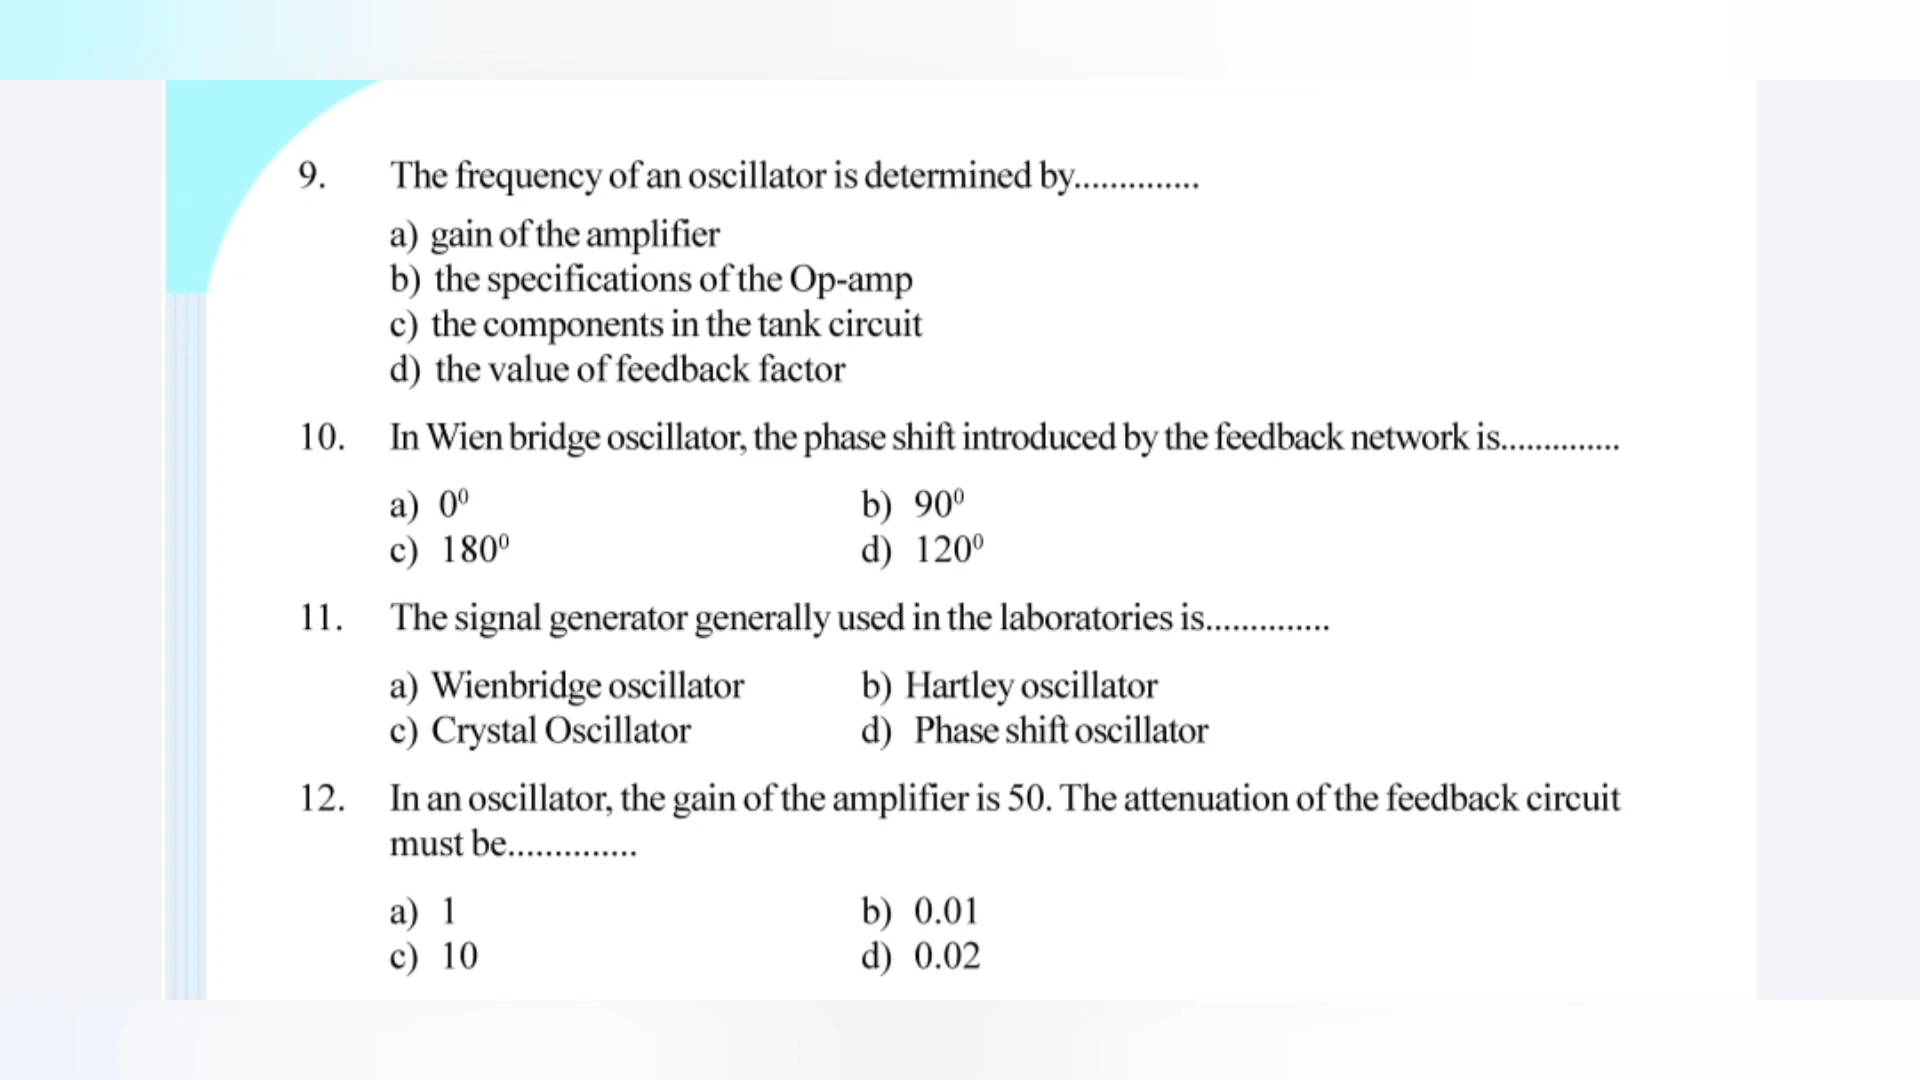 9. The frequency of an oscillator is determined by..............
a) gain of the amplifier
b) the specifications of the Op-amp
c) the components in the tank circuit
d) the value of feedback factor
10. In Wien bridge oscillator, the phase shift introduced by the feedback network is..............
a) 0⁰ b) 90⁰
c) 180⁰ d) 120⁰
11. The signal generator generally used in the laboratories is..............
a) Wienbridge oscillator b) Hartley oscillator
c) Crystal Oscillator d) Phase shift oscillator
12. In an oscillator, the gain of the amplifier is 50. The attenuation of the feedback circuit
must be..............
a) 1 b) 0.01
c) 10 d) 0.02